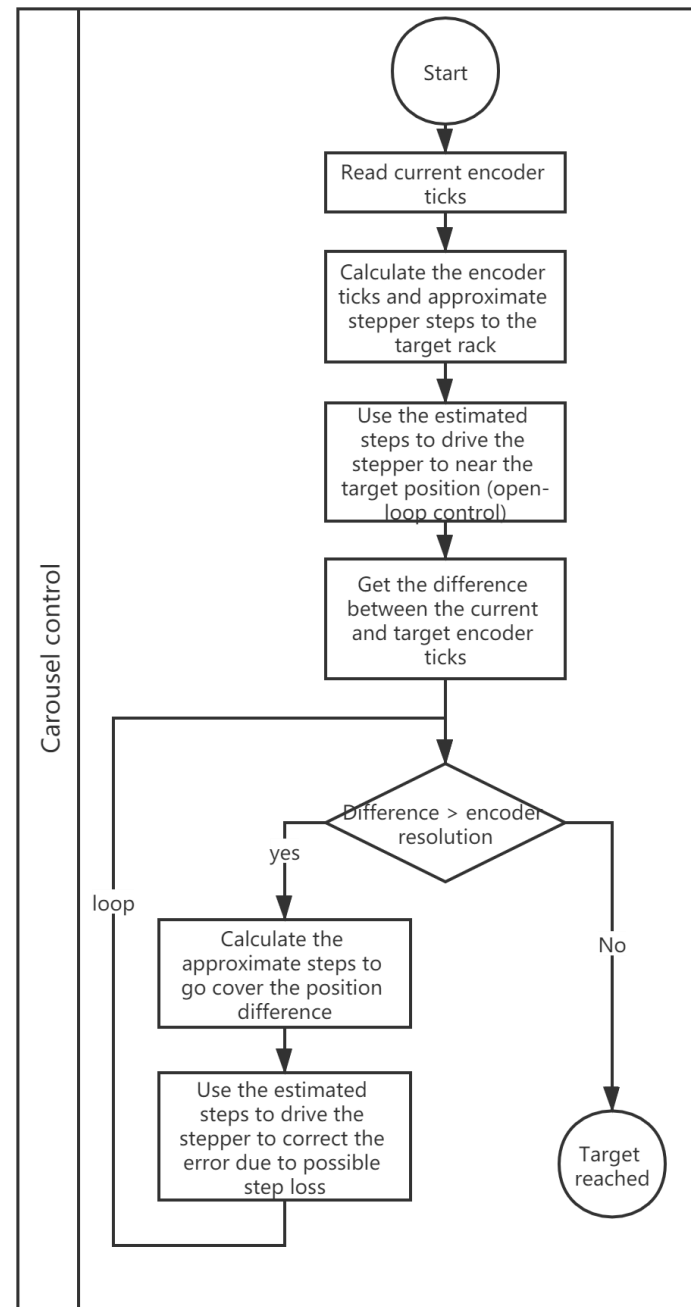 Carousel control
Start
Read current encoder
ticks
Calculate the encoder
ticks and approximate
stepper steps to the
target rack
Use the estimated
steps to drive the
stepper to near the
target position (open-
loop control)
Get the difference
between the current
and target encoder
ticks
Difference > encoder
resolution
yes
No
loop
Calculate the
approximate steps to
go cover the position
difference
Use the estimated
steps to drive the
stepper to correct the
error due to possible
step loss
Target
reached